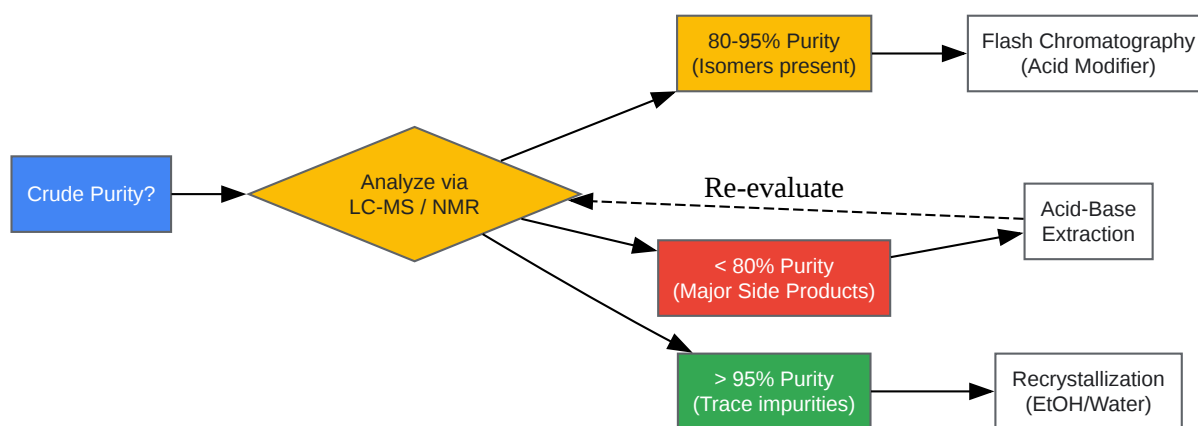 80-95% Purity
(Isomers present)
Flash Chromatography
(Acid Modifier)
Crude Purity?
Analyze via
LC-MS / NMR
Re-evaluate
Acid-Base
Extraction
< 80% Purity
(Major Side Products)
> 95% Purity
(Trace impurities)
Recrystallization
(EtOH/Water)